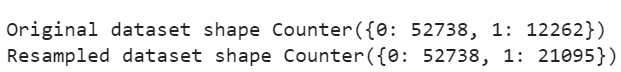 Original dataset shape Counter({0: 52738, 1: 12262})
Resampled dataset shape Counter({0: 52738, 1: 21095})